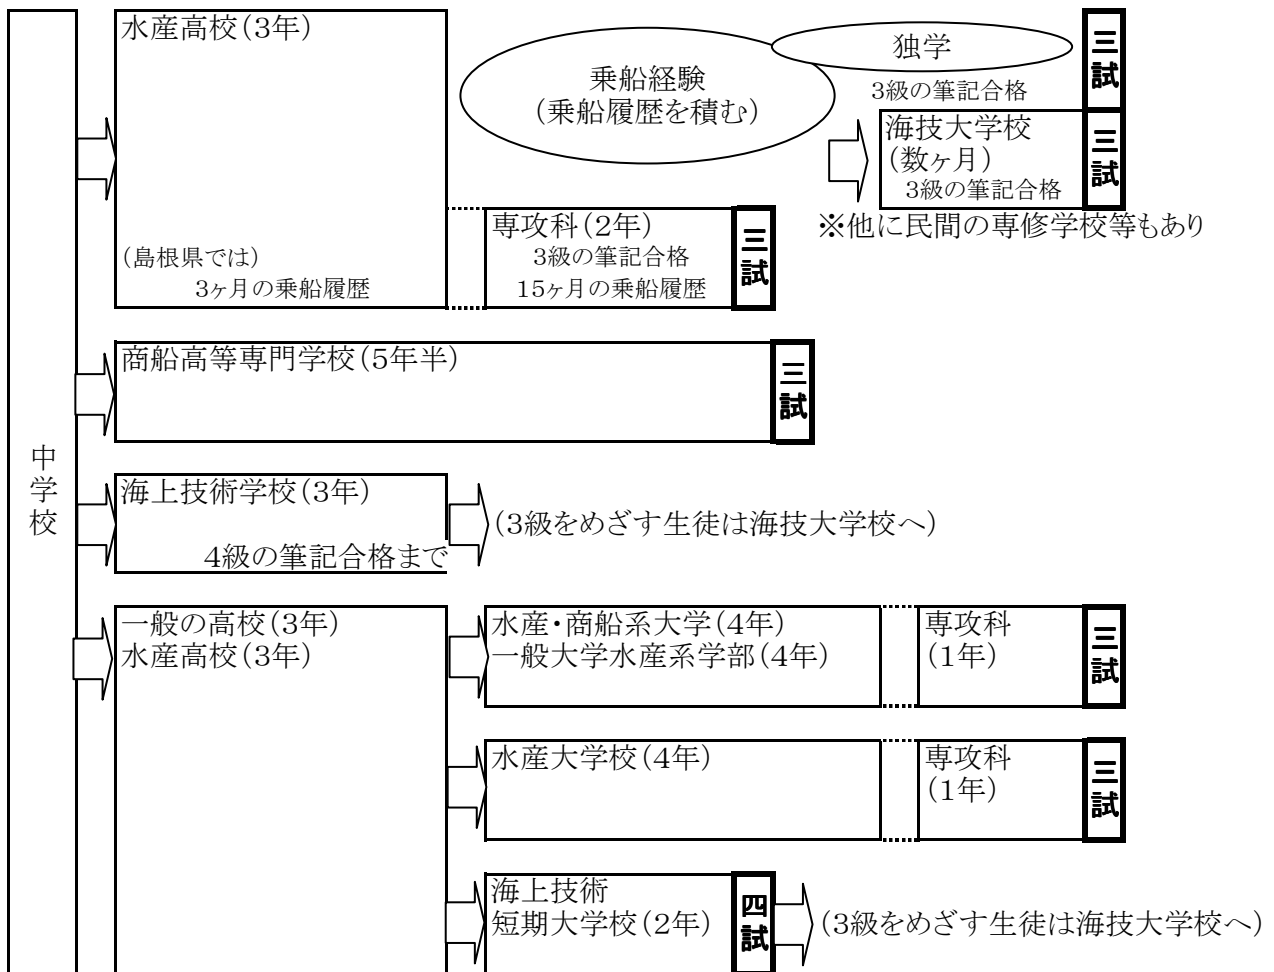 中学校
水産高校（3年）
(島根県では)
3ヶ月の乗船履歴
乗船経験
(乗船履歴を積む)
独学
3級の筆記合格
三試
海技大学校
(数ヶ月)
3級の筆記合格
三試
※他に民間の専修学校等もあり
専攻科（2年）
3級の筆記合格
15ヶ月の乗船履歴
三試
商船高等専門学校（5年半）
三試
海上技術学校（3年）
4級の筆記合格まで
（3級をめざす生徒は海技大学校へ）
一般の高校（3年）
水産高校（3年）
水産・商船系大学（4年）
一般大学水産系学部（4年）
専攻科
（1年）
三試
水産大学校（4年）
専攻科
（1年）
三試
海上技術
短期大学校（2年）
四試
（3級をめざす生徒は海技大学校へ）